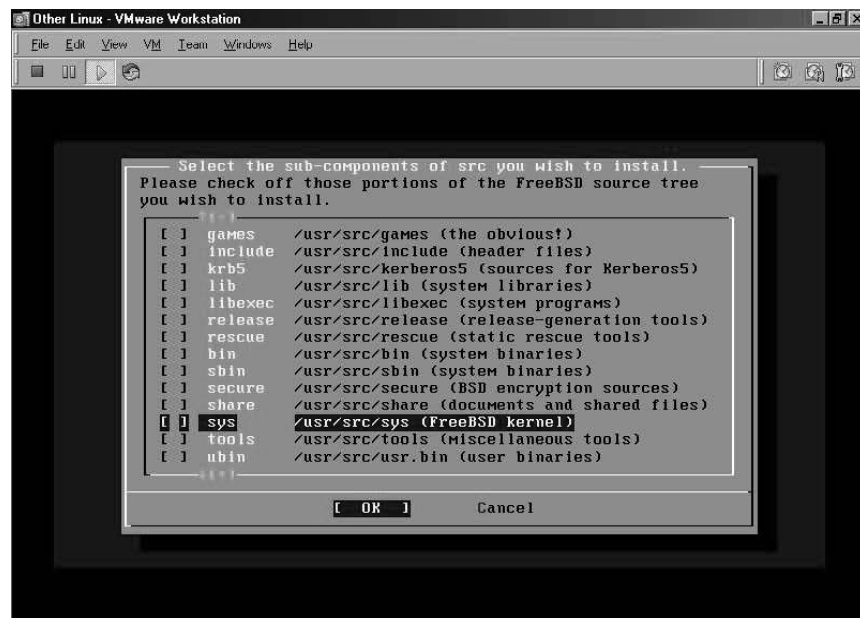 Other Linux - VMware Workstation
File Edit View VM Team Windows Help
Select the sub-components of src you wish to install.
Please check off those portions of the FreeBSD source tree
you wish to install.
[ ] games /usr/src/games (the obvious!)
[ ] include /usr/src/include (header files)
[ ] krb5 /usr/src/kerberos5 (sources for Kerberos5)
[ ] lib /usr/src/lib (system libraries)
[ ] libexec /usr/src/libexec (system programs)
[ ] release /usr/src/release (release-generation tools)
[ ] rescue /usr/src/rescue (static rescue tools)
[ ] bin /usr/src/bin (system binaries)
[ ] sbin /usr/src/sbin (system binaries)
[ ] secure /usr/src/secure (BSD encryption sources)
[ ] share /usr/src/share (documents and shared files)
[ ] sys /usr/src/sys (FreeBSD kernel)
[ ] tools /usr/src/tools (miscellaneous tools)
[ ] ubin /usr/src/usr.bin (user binaries)
[ OK ] Cancel